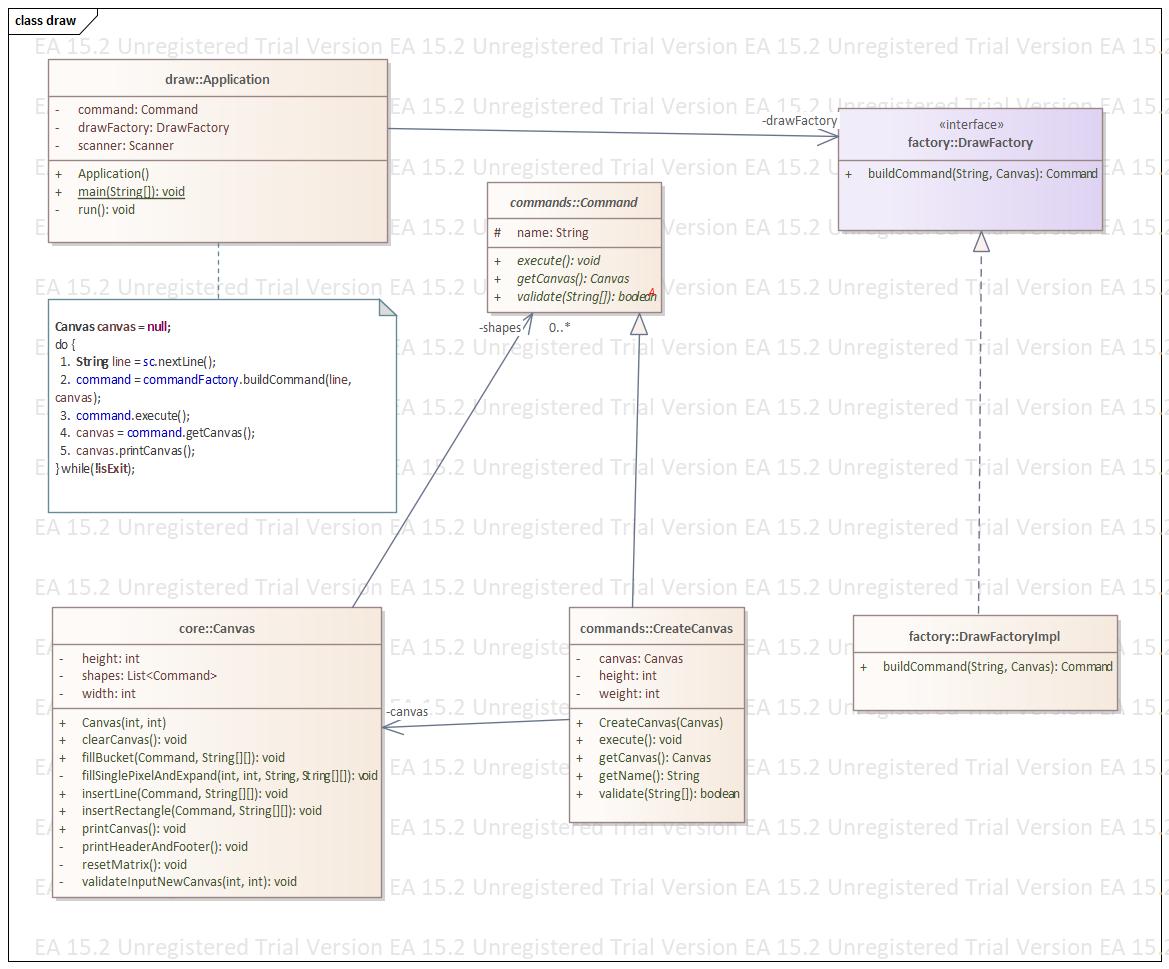 class draw
EA 15.2 Unregistered Trial Version EA 15.2 Unregistered Trial Version EA 15.2 Unregistered Trial Version EA 15.2
draw::Application
- command: Command
- drawFactory: DrawFactory
- scanner: Scanner
+ Application()
+ main(String[]): void
- run(): void
-drawFactory
«interface»
factory::DrawFactory
+ buildCommand(String, Canvas): Command
commands::Command
# name: String
+ execute(): void
+ getCanvas(): Canvas
+ validate(String[]): boolean
A
-shapes 0..*
Canvas canvas = null;
do {
1. String line = sc.nextLine();
2. command = commandFactory.buildCommand(line,
canvas);
3. command.execute();
4. canvas = command.getCanvas();
5. canvas.printCanvas();
} while(!isExit);
core::Canvas
- height: int
- shapes: List<Command>
- width: int
+ Canvas(int, int)
+ clearCanvas(): void
+ fillBucket(Command, String[][]): void
- fillSinglePixelAndExpand(int, int, String, String[][]): void
+ insertLine(Command, String[][]): void
+ insertRectangle(Command, String[][]): void
+ printCanvas(): void
- printHeaderAndFooter(): void
- resetMatrix(): void
- validateInputNewCanvas(int, int): void
-canvas
commands::CreateCanvas
- canvas: Canvas
- height: int
- weight: int
+ CreateCanvas(Canvas)
+ execute(): void
+ getCanvas(): Canvas
+ getName(): String
+ validate(String[]): boolean
factory::DrawFactoryImpl
+ buildCommand(String, Canvas): Command